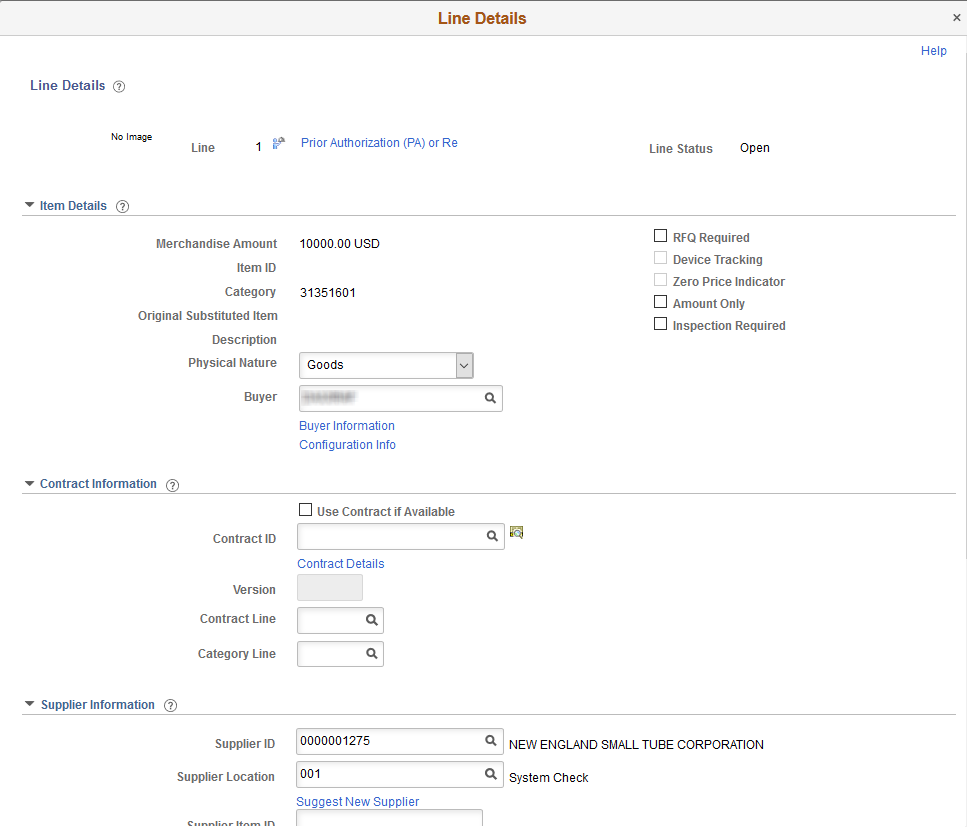 Line Details
×
Help
Line Details ?
No Image
Line 1 Prior Authorization (PA) or Re Line Status Open
Item Details ?
Merchandise Amount 10000.00 USD
Item ID
Category 31351601
Original Substituted Item
Description
Physical Nature Goods
Buyer
Buyer Information
Configuration Info
RFQ Required
Device Tracking
Zero Price Indicator
Amount Only
Inspection Required
Contract Information ?
Use Contract if Available
Contract ID
Contract Details
Version
Contract Line
Category Line
Supplier Information ?
Supplier ID 0000001275 NEW ENGLAND SMALL TUBE CORPORATION
Supplier Location 001 System Check
Suggest New Supplier
Supplier Item ID